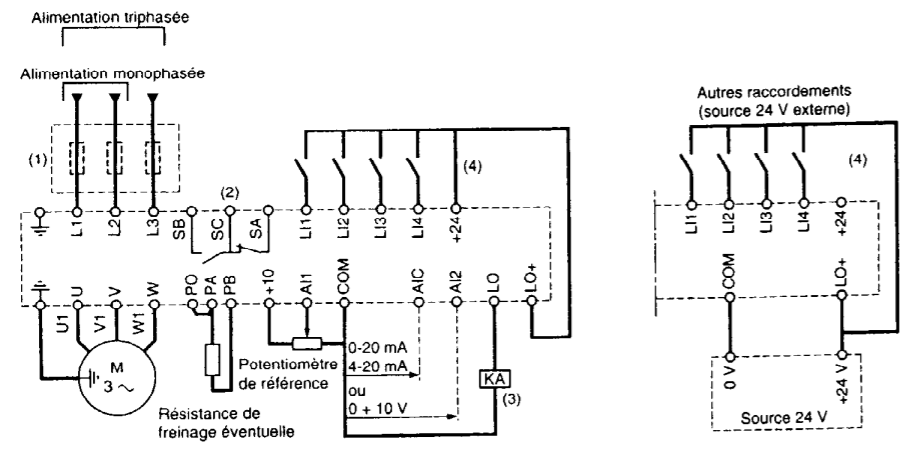 Alimentation triphasée
Alimentation monophasée
(1)
(2)
(4)
L1 L2 L3 SB SC SA LI1 LI2 LI3 LI4 +24
U V W PO PA PB +10 AI1 COM AIC AI2 LO LO+
U1 V1 W1
M
3 ~
Potentiomètre
de référence
0-20 mA
4-20 mA
ou
0 + 10 V
KA
(3)
Résistance de
freinage éventuelle
Autres raccordements
(source 24 V externe)
(4)
LI1 LI2 LI3 LI4 +24
COM LO+
0 V +24 V
Source 24 V